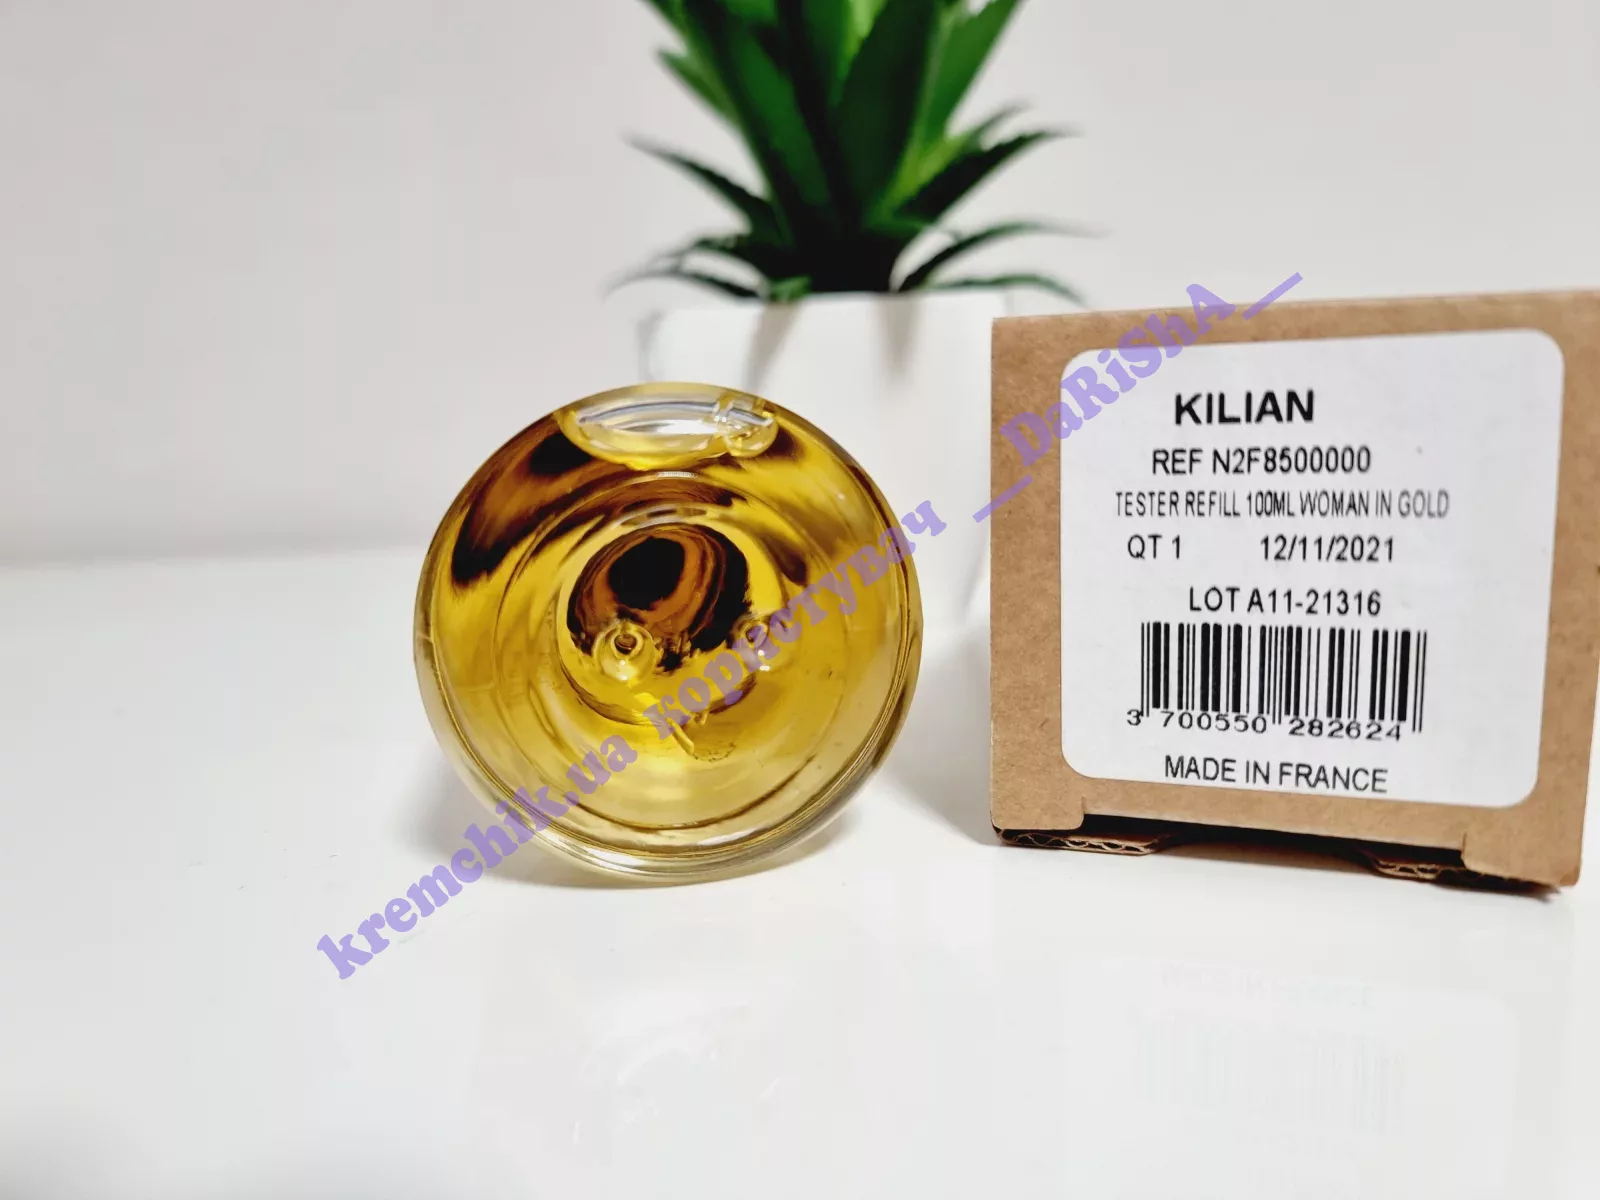 KILIAN
REF N2F8500000
TESTER REFILL 100ML WOMAN IN GOLD
QT 1 12/11/2021
LOT A11-21316
3 700550 282624
MADE IN FRANCE
kremchik.ua користувач __DaRiShA__